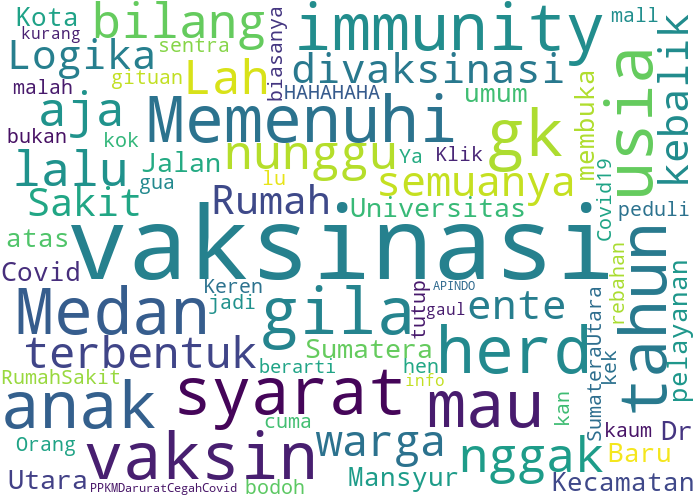 Kota
bilang
immunity
mall
kurang
Logika
sentra
biasanya
divaksinasi
usia
kebalik
malah
gituan
Lah
HAHAHAHA
umum
membuka
aja
Memenuhi
gk
bukan
kok
nunggu
Ya
Klik
lalu
Jalan
gua
lu
semuanya
Covid19
Sakit
Rumah
Universitas
peduli
atas
vaksinasi
tahun
Covid
Keren
jadi
APINDO
Medan
gila
tutup
gaul
ente
SumateraUtara
rebahan
pelayanan
terbentuk
Sumatera
herd
RumahSakit
berarti
hen
info
kek
anak
syarat
mau
cuma
kan
Orang
vaksin
warga
nggak
kaum
Dr
Utara
PPKMDaruratCegahCovid
bodoh
Mansyur
Baru
Kecamatan